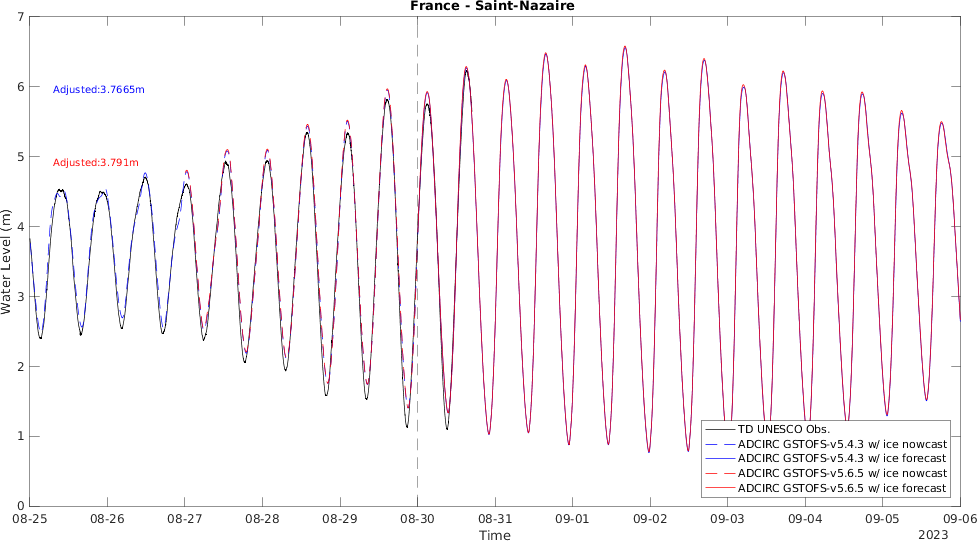 France - Saint-Nazaire
7
6
5
4
3
2
1
0
Water Level (m)
Adjusted:3.7665m
Adjusted:3.791m
TD UNESCO Obs.
ADCIRC GSTOFS-v5.4.3 w/ ice nowcast
ADCIRC GSTOFS-v5.4.3 w/ ice forecast
ADCIRC GSTOFS-v5.6.5 w/ ice nowcast
ADCIRC GSTOFS-v5.6.5 w/ ice forecast
08-25 08-26 08-27 08-28 08-29 08-30 08-31 09-01 09-02 09-03 09-04 09-05 09-06
Time
2023